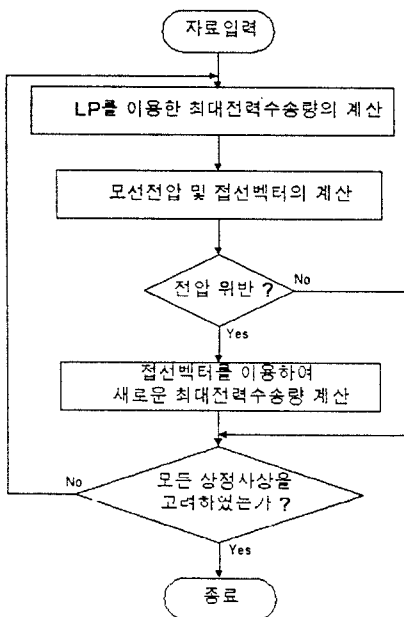 자료입력
LP를 이용한 최대전력수송량의 계산
모선전압 및 접선벡터의 계산
전압 위반 ?
No
Yes
접선벡터를 이용하여
새로운 최대전력수송량 계산
모든 상정사상을
고려하였는가 ?
No
Yes
종료